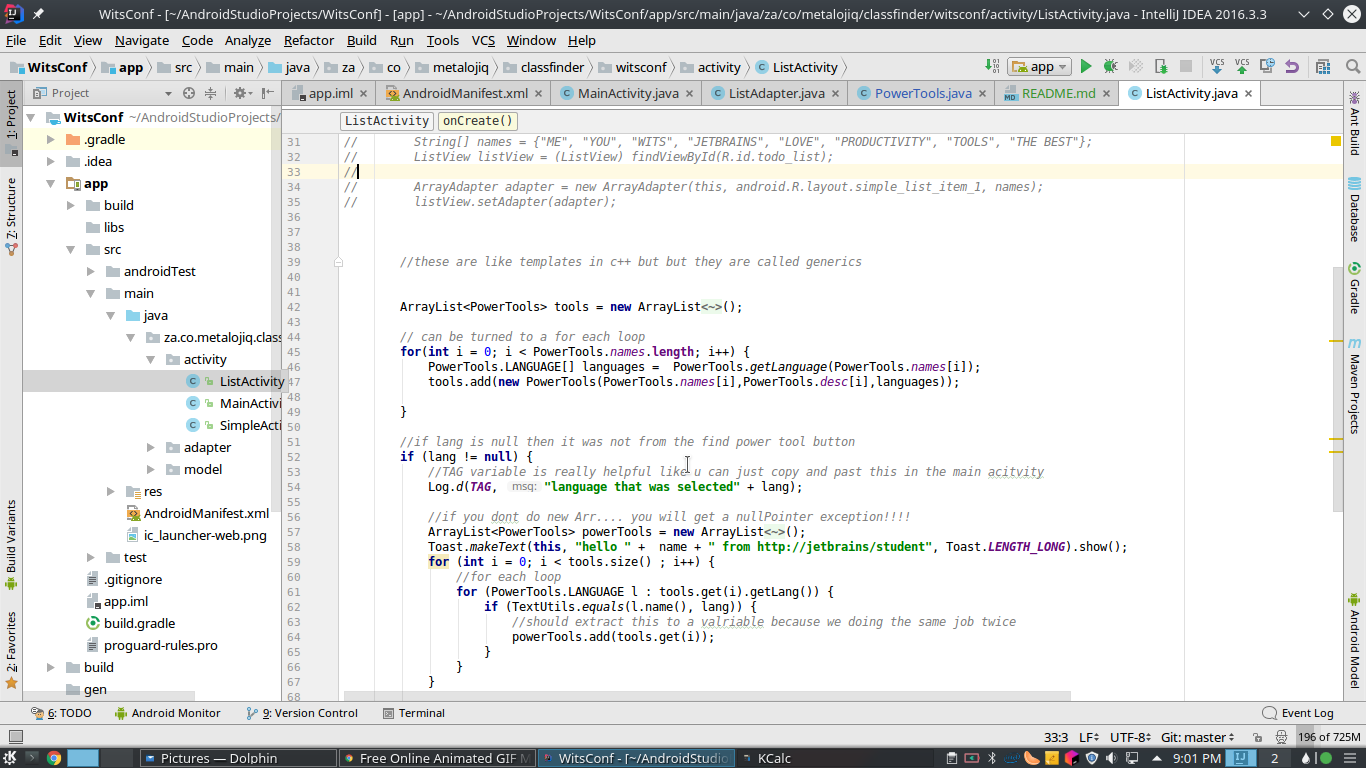 WitsConf - [~/AndroidStudioProjects/WitsConf] - [app] - ~/AndroidStudioProjects/WitsConf/app/src/main/java/za/co/metalojiq/classfinder/witsconf/activity/ListActivity.java - IntelliJ IDEA 2016.3.3
File Edit View Navigate Code Analyze Refactor Build Run Tools VCS Window Help
WitsConf app src main java za co metalojiq classfinder witsconf activity ListActivity app VCS VCS
Project app.iml AndroidManifest.xml MainActivity.java ListAdapter.java PowerTools.java README.md ListActivity.java
ListActivity onCreate()
1: Project
7: Structure
Build Variants
2: Favorites
WitsConf ~/AndroidStudioProjects/
.gradle
.idea
app
build
libs
src
androidTest
main
java
za.co.metalojiq.class
activity
ListActivity
MainActivi
SimpleActi
adapter
model
res
AndroidManifest.xml
ic_launcher-web.png
test
.gitignore
app.iml
build.gradle
proguard-rules.pro
build
gen
31 // String[] names = {"ME", "YOU", "WITS", "JETBRAINS", "LOVE", "PRODUCTIVITY", "TOOLS", "THE BEST"};
32 // ListView listView = (ListView) findViewById(R.id.todo_list);
33 //
34 // ArrayAdapter adapter = new ArrayAdapter(this, android.R.layout.simple_list_item_1, names);
35 // listView.setAdapter(adapter);
36
37
38
39 //these are like templates in c++ but but they are called generics
40
41
42 ArrayList<PowerTools> tools = new ArrayList<~>();
43
44 // can be turned to a for each loop
45 for(int i = 0; i < PowerTools.names.length; i++) {
46 PowerTools.LANGUAGE[] languages =  PowerTools.getLanguage(PowerTools.names[i]);
47 tools.add(new PowerTools(PowerTools.names[i],PowerTools.desc[i],languages));
48
49 }
50
51 //if lang is null then it was not from the find power tool button
52 if (lang != null) {
53 //TAG variable is really helpful like u can just copy and past this in the main acitvity
54 Log.d(TAG, msg: "language that was selected" + lang);
55
56 //if you dont do new Arr.... you will get a nullPointer exception!!!!
57 ArrayList<PowerTools> powerTools = new ArrayList<~>();
58 Toast.makeText(this, "hello " +  name + " from http://jetbrains/student", Toast.LENGTH_LONG).show();
59 for (int i = 0; i < tools.size() ; i++) {
60 //for each loop
61 for (PowerTools.LANGUAGE l : tools.get(i).getLang()) {
62 if (TextUtils.equals(l.name(), lang)) {
63 //should extract this to a valriable because we doing the same job twice
64 powerTools.add(tools.get(i));
65 }
66 }
67 }
68
Ant Build
Database
Gradle
Maven Projects
Android Model
6: TODO Android Monitor 9: Version Control Terminal Event Log
33:3 LF UTF-8 Git: master 196 of 725M
Pictures — Dolphin Free Online Animated GIF M WitsConf - [~/AndroidStudio KCalc 9:01 PM 2